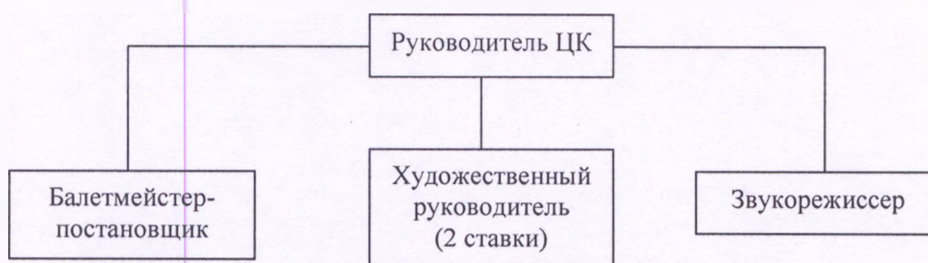 Руководитель ЦК
Балетмейстер-
постановщик
Художественный
руководитель
(2 ставки)
Звукорежиссер